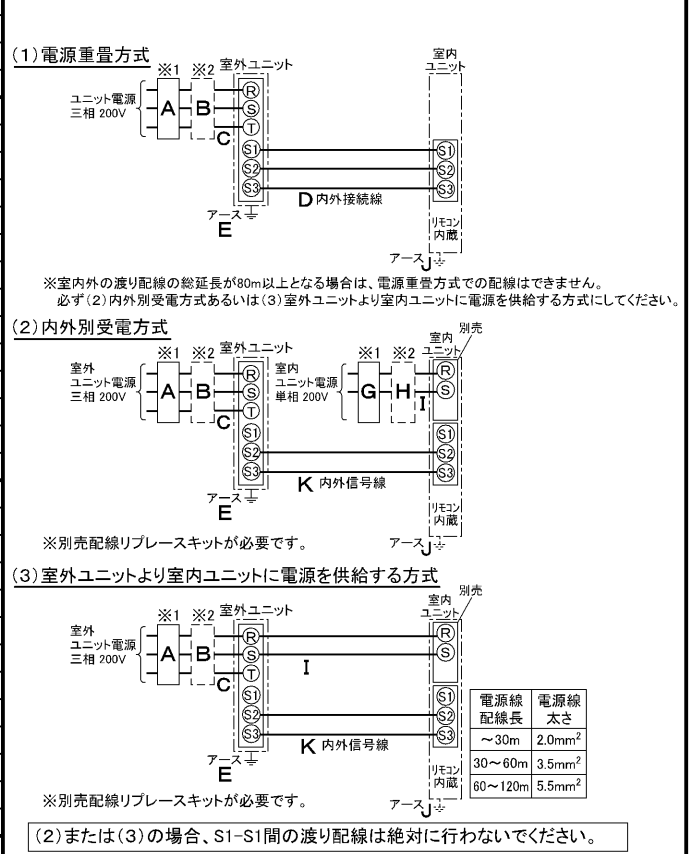 (1)電源重畳方式
※1 ※2 室外ユニット
室内
ユニット
ユニット電源
三相 200V
A B C
R
S
T
S1 S1
S2 S2
S3 S3
D 内外接続線
アース
E
リモコン
内蔵
アース J
※室内外の渡り配線の総延長が80m以上となる場合は、電源重畳方式での配線はできません。
必ず(2)内外別受電方式あるいは(3)室外ユニットより室内ユニットに電源を供給する方式にしてください。
(2)内外別受電方式
※1 ※2 室外ユニット
※1 ※2
室内
ユニット
別売
室外
ユニット電源
三相 200V
A B C
R
S
T
S1
S2
S3
室内
ユニット電源
単相 200V
G H I
R
S
S1
S2
S3
K 内外信号線
アース
E
リモコン
内蔵
アース J
※別売配線リプレースキットが必要です。
(3)室外ユニットより室内ユニットに電源を供給する方式
※1 ※2 室外ユニット
室内
ユニット
別売
室外
ユニット電源
三相 200V
A B C
R R
S S
T
I
S1 S1
S2 S2
S3 S3
K 内外信号線
アース
E
リモコン
内蔵
アース J
電源線配線長 電源線太さ
~30m 2.0mm²
30~60m 3.5mm²
60~120m 5.5mm²
※別売配線リプレースキットが必要です。
(2)または(3)の場合、S1-S1間の渡り配線は絶対に行わないでください。